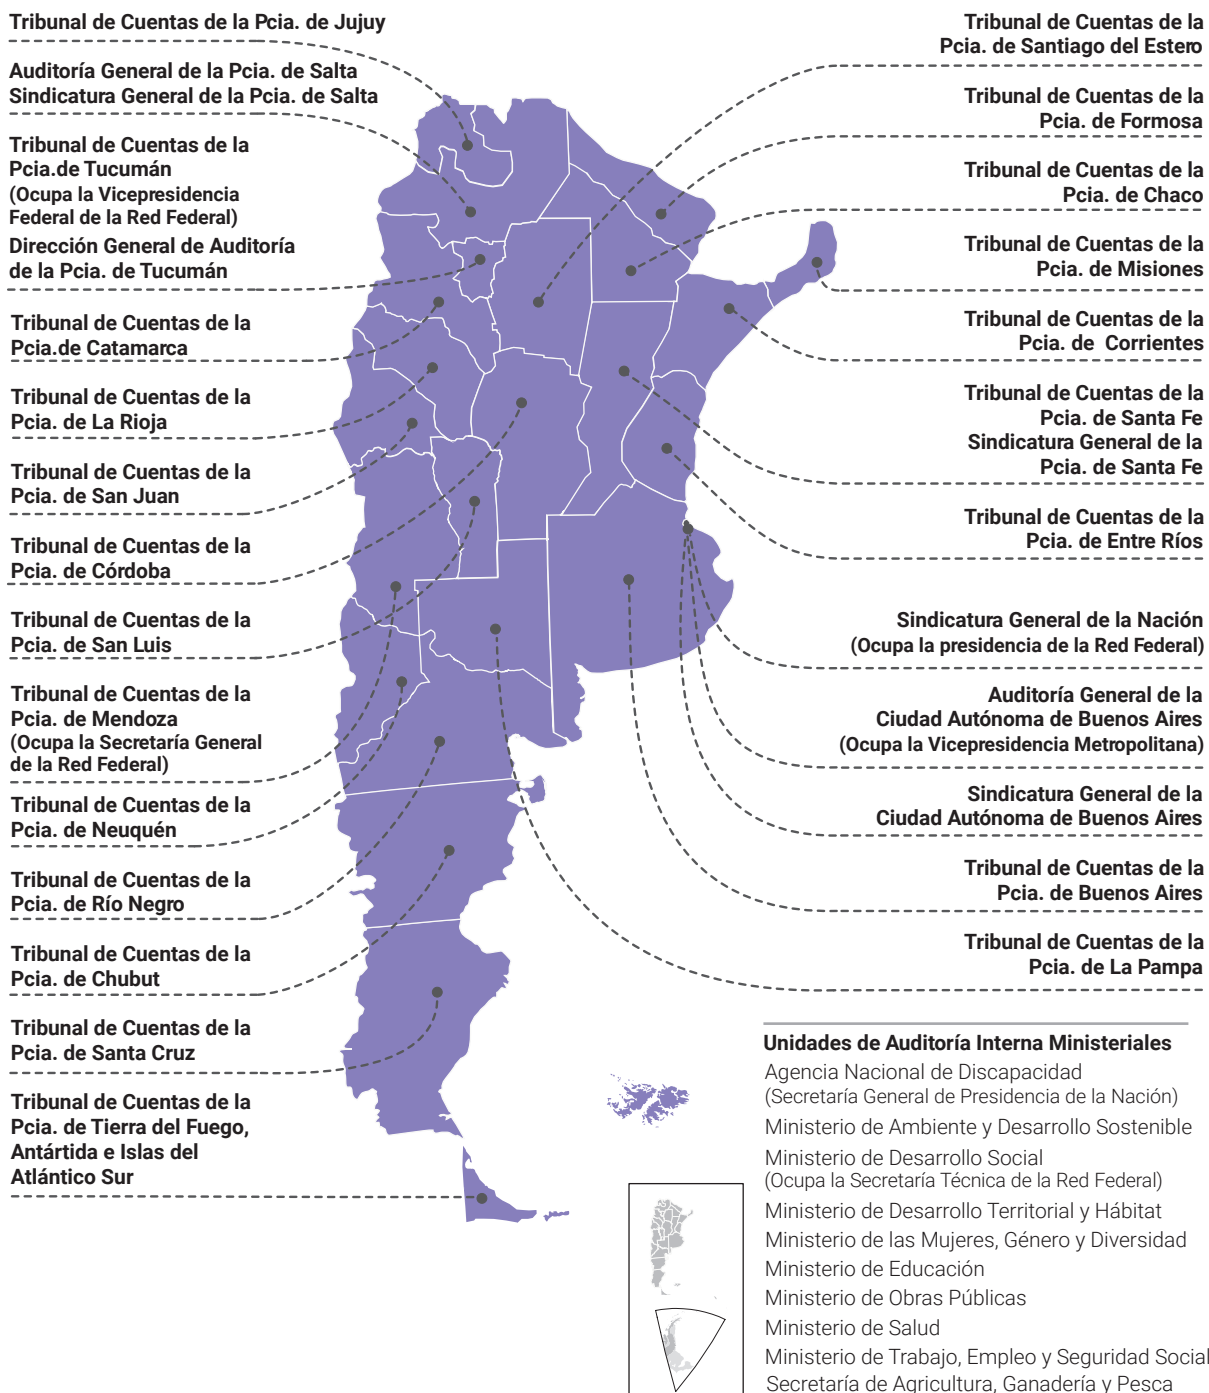 Tribunal de Cuentas de la Pcia. de Jujuy
Auditoría General de la Pcia. de Salta
Sindicatura General de la Pcia. de Salta
Tribunal de Cuentas de la
Pcia.de Tucumán
(Ocupa la Vicepresidencia
Federal de la Red Federal)
Dirección General de Auditoría
de la Pcia. de Tucumán
Tribunal de Cuentas de la
Pcia.de Catamarca
Tribunal de Cuentas de la
Pcia. de La Rioja
Tribunal de Cuentas de la
Pcia. de San Juan
Tribunal de Cuentas de la
Pcia. de Córdoba
Tribunal de Cuentas de la
Pcia. de San Luis
Tribunal de Cuentas de la
Pcia. de Mendoza
(Ocupa la Secretaría General
de la Red Federal)
Tribunal de Cuentas de la
Pcia. de Neuquén
Tribunal de Cuentas de la
Pcia. de Río Negro
Tribunal de Cuentas de la
Pcia. de Chubut
Tribunal de Cuentas de la
Pcia. de Santa Cruz
Tribunal de Cuentas de la
Pcia. de Tierra del Fuego,
Antártida e Islas del
Atlántico Sur
Tribunal de Cuentas de la
Pcia. de Santiago del Estero
Tribunal de Cuentas de la
Pcia. de Formosa
Tribunal de Cuentas de la
Pcia. de Chaco
Tribunal de Cuentas de la
Pcia. de Misiones
Tribunal de Cuentas de la
Pcia. de Corrientes
Tribunal de Cuentas de la
Pcia. de Santa Fe
Sindicatura General de la
Pcia. de Santa Fe
Tribunal de Cuentas de la
Pcia. de Entre Ríos
Sindicatura General de la Nación
(Ocupa la presidencia de la Red Federal)
Auditoría General de la
Ciudad Autónoma de Buenos Aires
(Ocupa la Vicepresidencia Metropolitana)
Sindicatura General de la
Ciudad Autónoma de Buenos Aires
Tribunal de Cuentas de la
Pcia. de Buenos Aires
Tribunal de Cuentas de la
Pcia. de La Pampa
Unidades de Auditoría Interna Ministeriales
Agencia Nacional de Discapacidad
(Secretaría General de Presidencia de la Nación)
Ministerio de Ambiente y Desarrollo Sostenible
Ministerio de Desarrollo Social
(Ocupa la Secretaría Técnica de la Red Federal)
Ministerio de Desarrollo Territorial y Hábitat
Ministerio de las Mujeres, Género y Diversidad
Ministerio de Educación
Ministerio de Obras Públicas
Ministerio de Salud
Ministerio de Trabajo, Empleo y Seguridad Social
Secretaría de Agricultura, Ganadería y Pesca